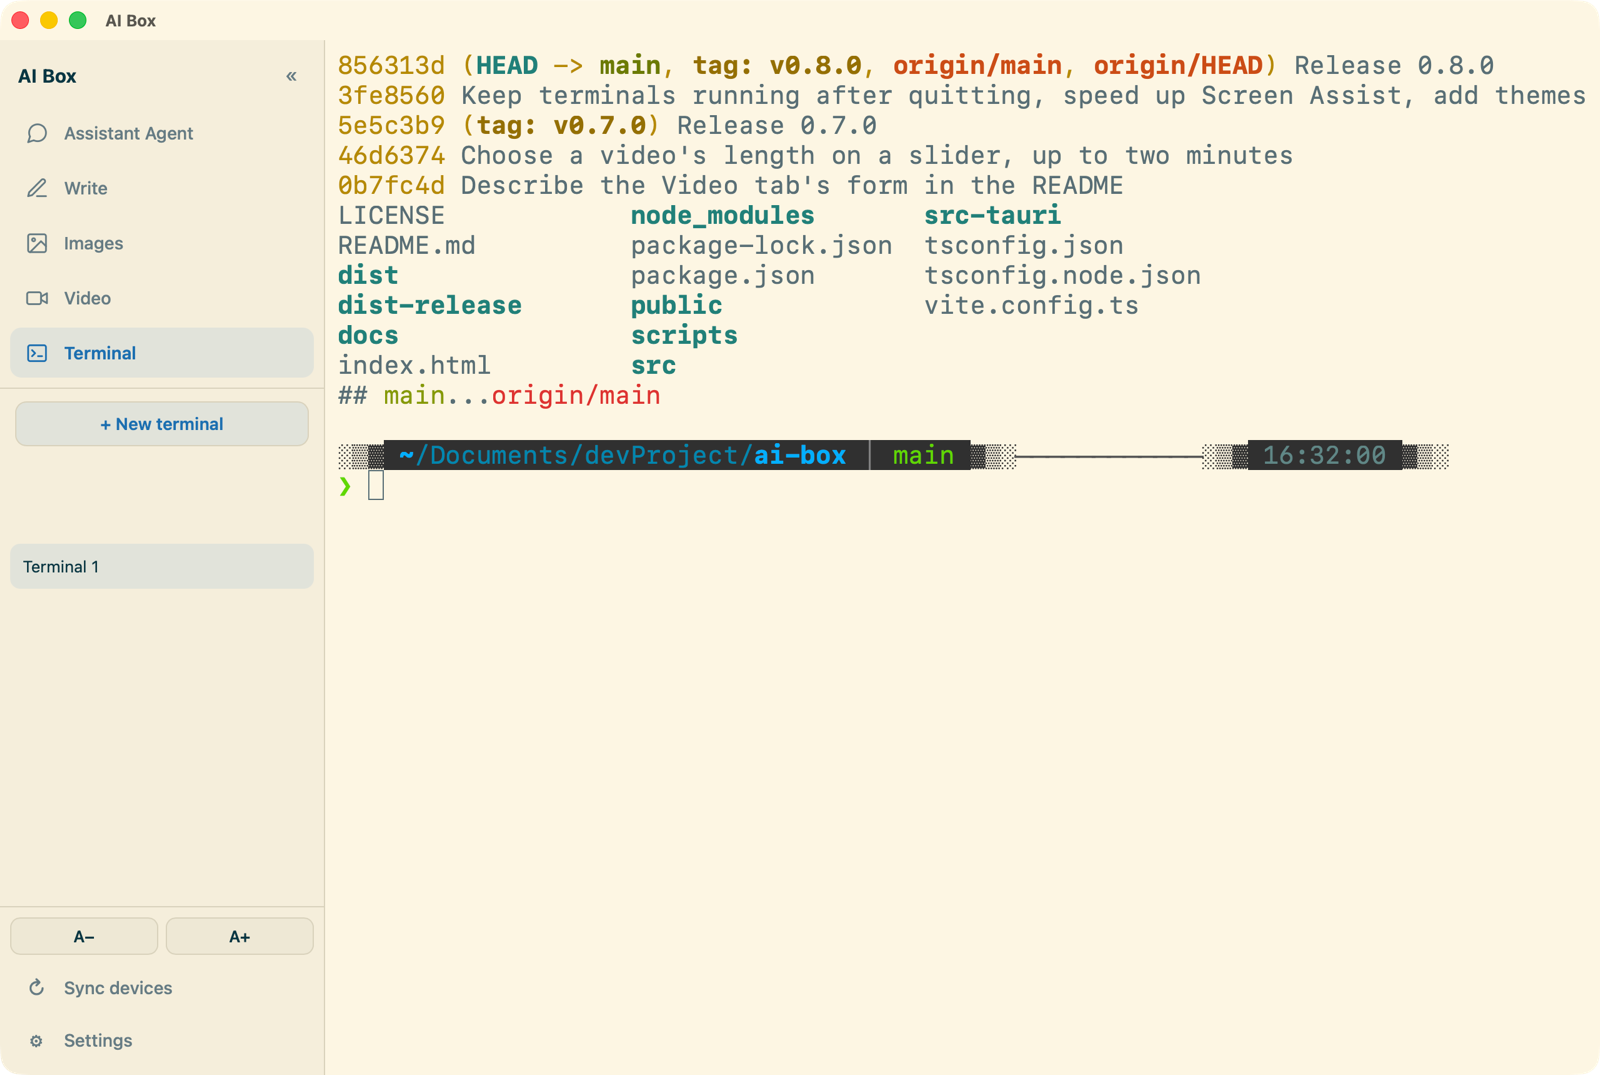 AI Box
AI Box «
Assistant Agent
Write
Images
Video
Terminal
+ New terminal
Terminal 1
A−
A+
Sync devices
Settings
856313d (HEAD -> main, tag: v0.8.0, origin/main, origin/HEAD) Release 0.8.0
3fe8560 Keep terminals running after quitting, speed up Screen Assist, add themes
5e5c3b9 (tag: v0.7.0) Release 0.7.0
46d6374 Choose a video's length on a slider, up to two minutes
0b7fc4d Describe the Video tab's form in the README
LICENSE node_modules src-tauri
README.md package-lock.json tsconfig.json
dist package.json tsconfig.node.json
dist-release public vite.config.ts
docs scripts
index.html src
## main...origin/main
~/Documents/devProject/ai-box | main 16:32:00
❯